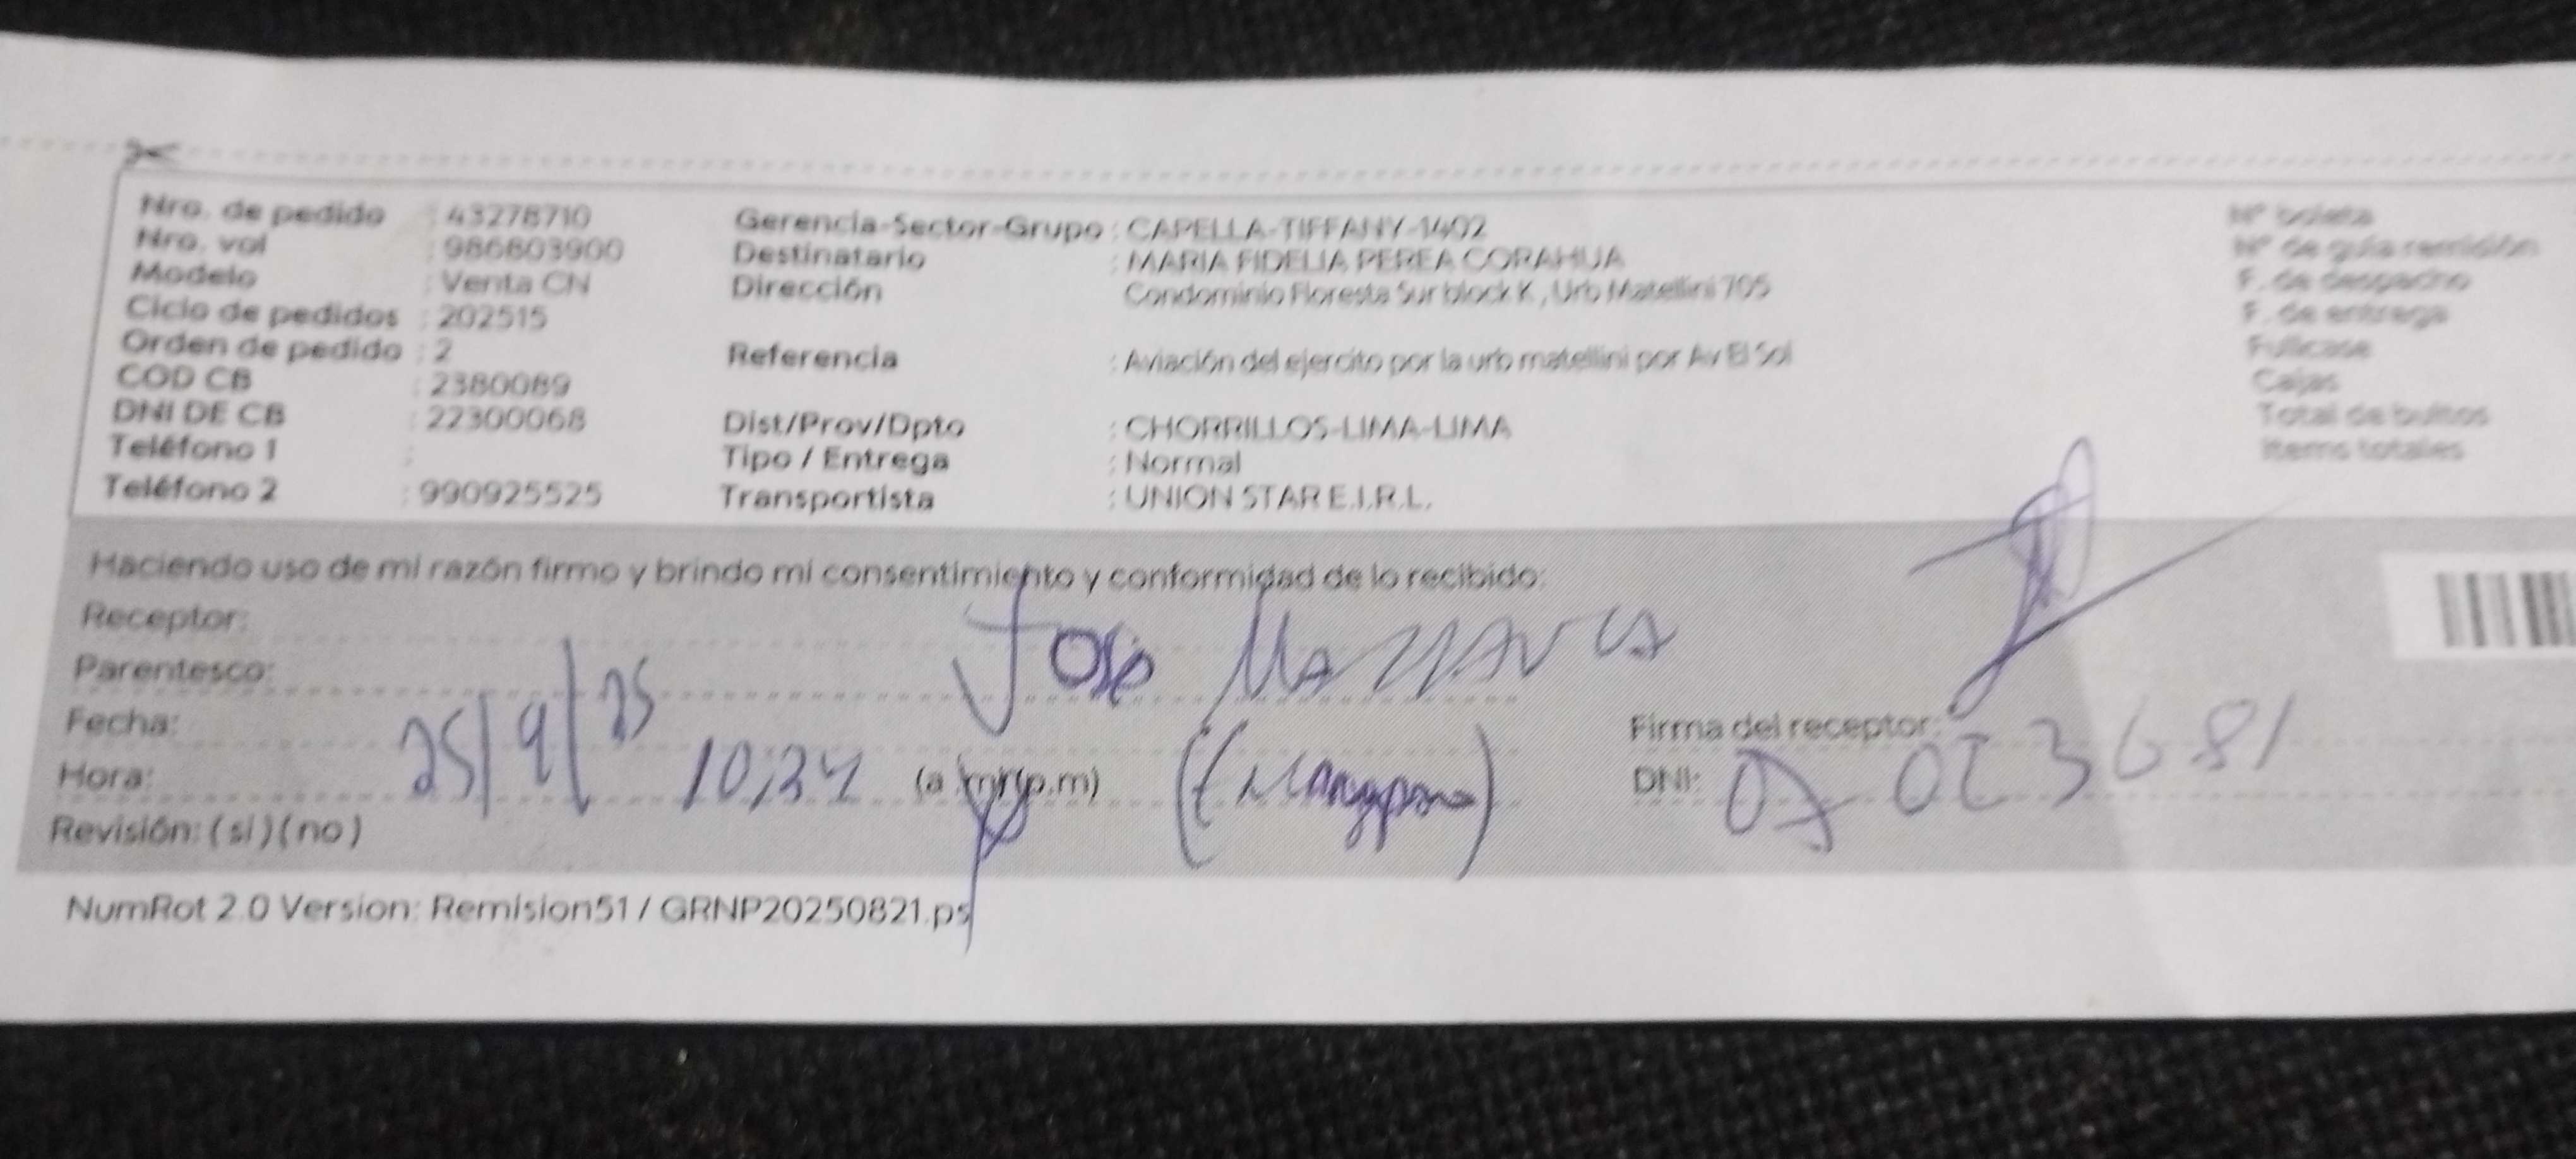 Nro. de pedido : 43278710
Nro. vol : 986803900
Modelo : Venta CN
Ciclo de pedidos : 202515
Orden de pedido : 2
COD CB : 2380089
DNI DE CB : 22300068
Teléfono 1 :
Teléfono 2 : 990925525
Gerencia-Sector-Grupo : CAPELLA-TIFFANY-1402
Destinatario : MARIA FIDELIA PEREA CORAHUA
Dirección : Condominio Floresta Sur block K , Urb Matellini 705
Referencia : Aviación del ejercito por la urb matellini por Av El Sol
Dist/Prov/Dpto : CHORRILLOS-LIMA-LIMA
Tipo / Entrega : Normal
Transportista : UNION STAR E.I.R.L.
Nº boleta
Nº de guía remisión
F. de despacho
F. de entrega
Fullcase
Cajas
Total de bultos
Items totales
Haciendo uso de mi razón firmo y brindo mi consentimiento y conformidad de lo recibido:
Receptor: Jose
Parentesco:
Fecha: 25/9/25
Hora: 10:24 (a.m)(p.m)
Revisión: (si)(no)
Firma del receptor:
DNI:
NumRot 2.0 Version: Remision51 / GRNP20250821.ps